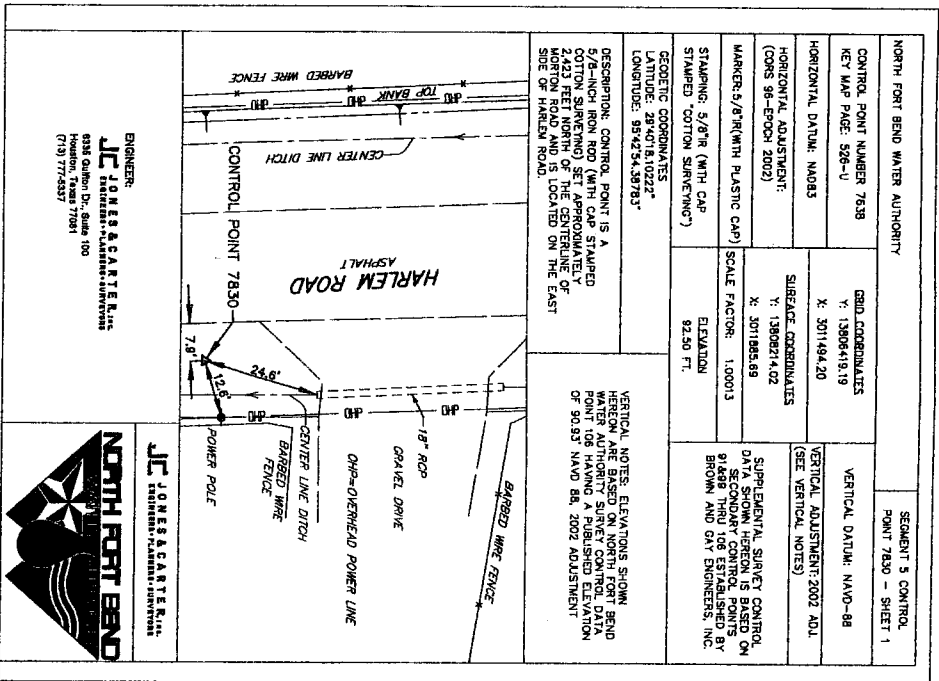 NORTH FORT BEND WATER AUTHORITY
SEGMENT 5 CONTROL
POINT 7830 - SHEET 1
CONTROL POINT NUMBER 7638
KEY MAP PAGE: 526-U
GRID COORDINATES
Y: 13806419.19
X: 3011494.20
VERTICAL DATUM: NAVD-88
HORIZONTAL DATUM: NAD83
HORIZONTAL ADJUSTMENT:
(CORS 96-EPOCH 2002)
SURFACE COORDINATES
Y: 13808214.02
X: 3011885.69
VERTICAL ADJUSTMENT: 2002 ADJ.
(SEE VERTICAL NOTES)
MARKER: 5/8"IR(WITH PLASTIC CAP)
SCALE FACTOR: 1.00013
STAMPING: 5/8"IR (WITH CAP
STAMPED "COTTON SURVEYING")
ELEVATION
92.50 FT.
SUPPLEMENTAL SURVEY CONTROL
DATA SHOWN HEREON IS BASED ON
SECONDARY CONTROL POINTS
91&99 THRU 106 ESTABLISHED BY
BROWN AND GAY ENGINEERS, INC.
GEODETIC COORDINATES
LATITUDE: 29°40'18.10222"
LONGITUDE: 95°42'54.38783"
DESCRIPTION: CONTROL POINT IS A
5/8-INCH IRON ROD (WITH CAP STAMPED
COTTON SURVEYING) SET APPROXIMATELY
2,423 FEET NORTH OF THE CENTERLINE OF
MORTON ROAD AND IS LOCATED ON THE EAST
SIDE OF HARLEM ROAD.
VERTICAL NOTES: ELEVATIONS SHOWN
HEREON ARE BASED ON NORTH FORT BEND
WATER AUTHORITY SURVEY CONTROL DATA
POINT 106 HAVING A PUBLISHED ELEVATION
OF 90.93' NAVD 88, 2002 ADJUSTMENT
BARBED WIRE FENCE
OHP
OHP
OHP
TOP BANK
CENTER LINE DITCH
HARLEM ROAD
ASPHALT
CONTROL POINT 7830
7.9'
24.6'
12.6'
BARBED WIRE FENCE
18" RCP
GRAVEL DRIVE
OHP
OHP
OHP
OHP=OVERHEAD POWER LINE
CENTER LINE DITCH
BARBED WIRE
FENCE
POWER POLE
ENGINEER:
JC JONES & CARTER, INC.
ENGINEERS•PLANNERS•SURVEYORS
6335 Gulfton Dr., Suite 100
Houston, Texas 77081
(713) 777-5337
JC JONES & CARTER, INC.
ENGINEERS•PLANNERS•SURVEYORS
NORTH FORT BEND